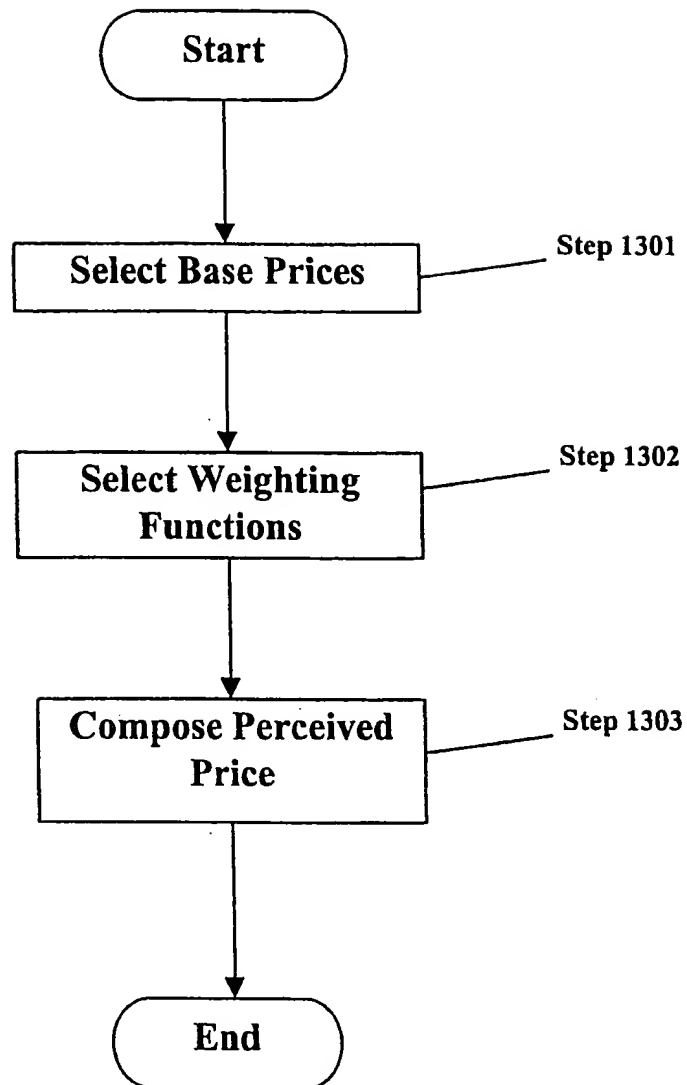 Start
Select Base Prices
Step 1301
Select Weighting
Functions
Step 1302
Compose Perceived
Price
Step 1303
End